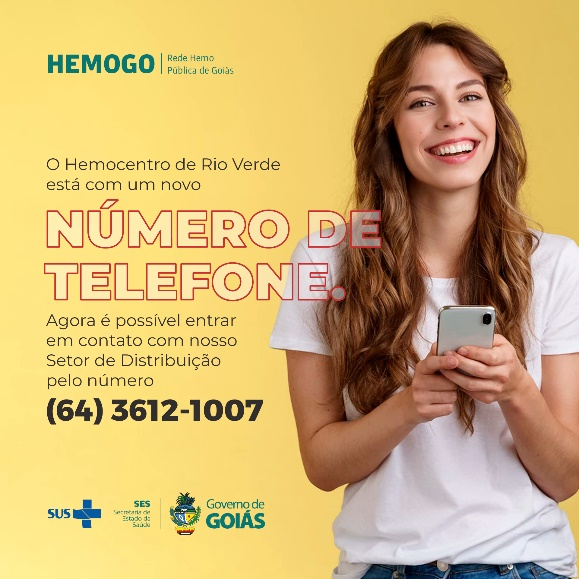 HEMOGO
Rede Hemo
Pública de Goiás
O Hemocentro de Rio Verde
está com um novo
NÚMERO DE
TELEFONE.
Agora é possível entrar
em contato com nosso
Setor de Distribuição
pelo número
(64) 3612-1007
SUS
SES
Secretaria de
Estado da
Saúde
Governo de
GOIÁS